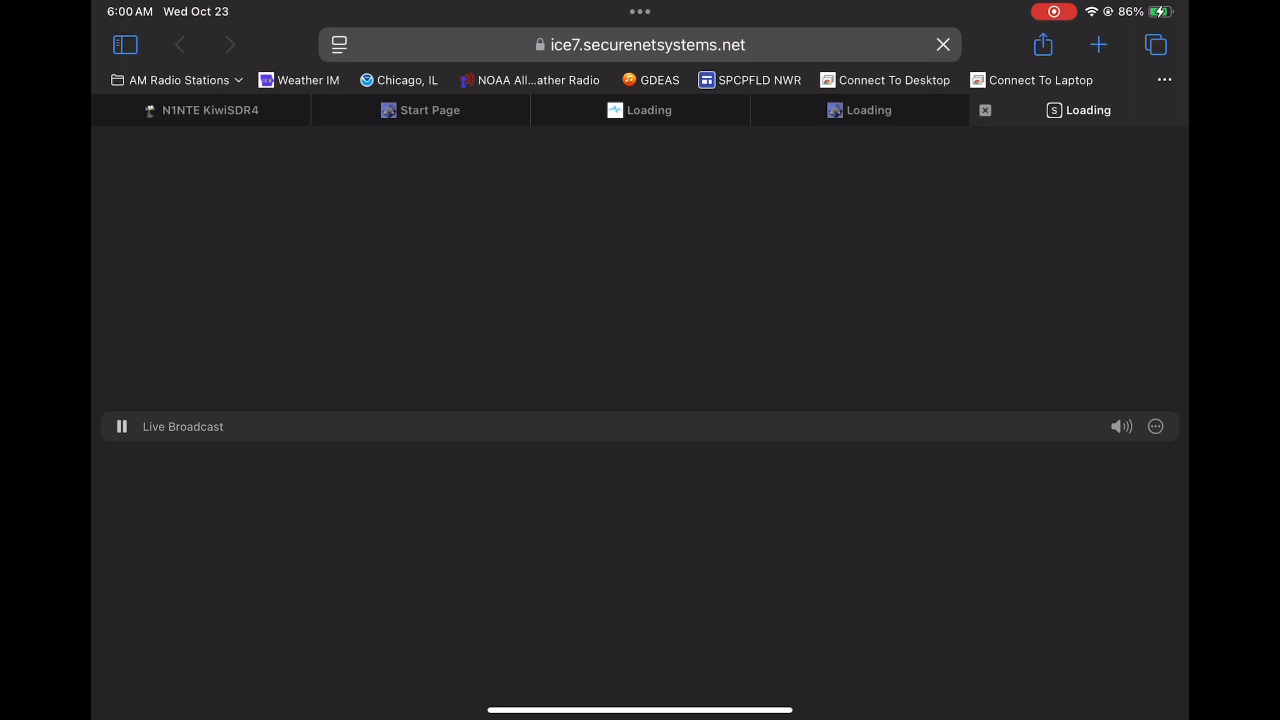 6:00 AM Wed Oct 23 86%
ice7.securenetsystems.net
AM Radio Stations Weather IM Chicago, IL NOAA All...ather Radio GDEAS SPCPFLD NWR Connect To Desktop Connect To Laptop
N1NTE KiwiSDR4 Start Page Loading Loading S Loading
Live Broadcast